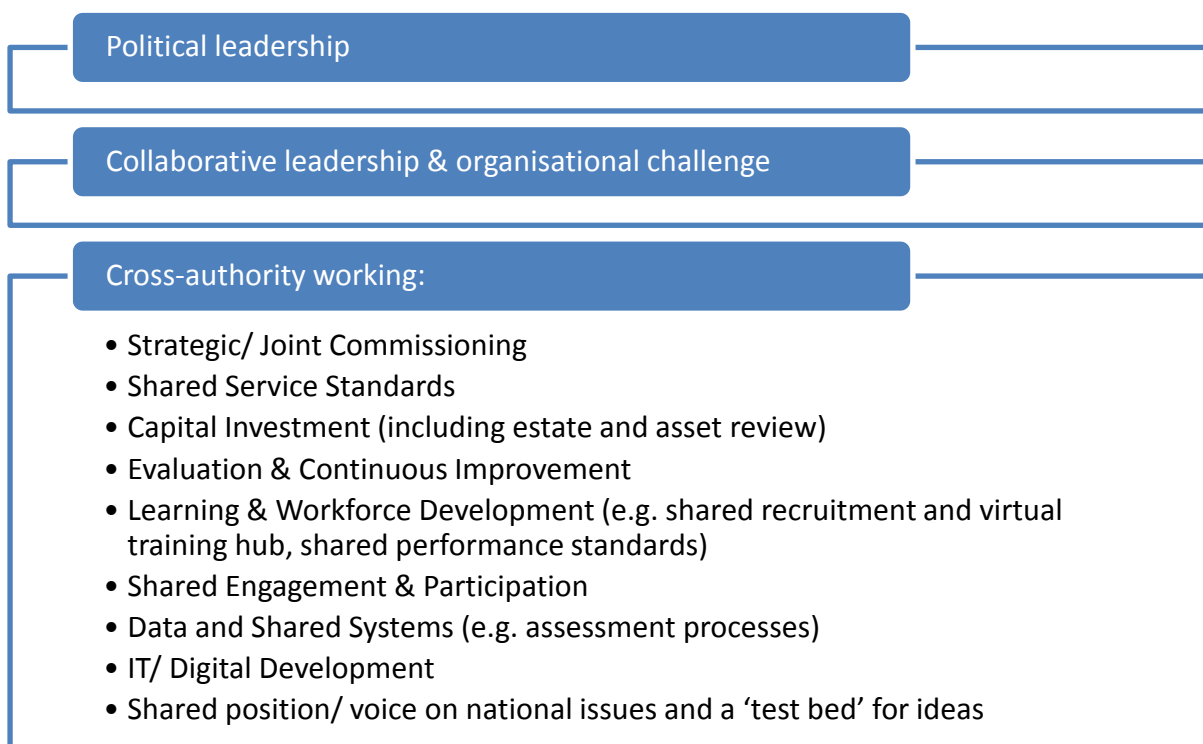 Political leadership
Collaborative leadership & organisational challenge
Cross-authority working:
• Strategic/ Joint Commissioning
• Shared Service Standards
• Capital Investment (including estate and asset review)
• Evaluation & Continuous Improvement
• Learning & Workforce Development (e.g. shared recruitment and virtual
training hub, shared performance standards)
• Shared Engagement & Participation
• Data and Shared Systems (e.g. assessment processes)
• IT/ Digital Development
• Shared position/ voice on national issues and a ‘test bed’ for ideas